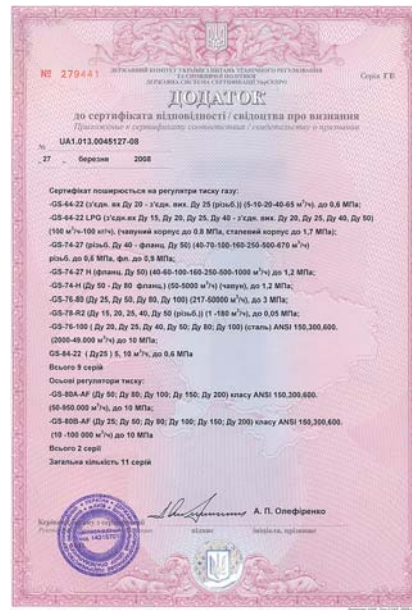 № 279441
ДЕРЖАВНИЙ КОМІТЕТ УКРАЇНИ З ПИТАНЬ ТЕХНІЧНОГО РЕГУЛЮВАННЯ
ТА СПОЖИВЧОЇ ПОЛІТИКИ
Серія ГВ
ДЕРЖАВНА СИСТЕМА СЕРТИФІКАЦІЇ УкрСЕПРО
ДОДАТОК
до сертифіката відповідності / свідоцтва про визнання
Приложение к сертификату соответствия / свидетельству о признании
№ UA1.013.0045127-08
„ 27 „ березня 2008
Сертифікат поширюється на регулятри тиску газу:
-GS-64-22 (з'єдн. вх Ду 20 - з'єдн. вих. Ду 25 (різьб.)) (5-10-20-40-65 м³/ч). до 0,6 МПа;
-GS-64-22 LPG (з'єдн.вх Ду 15, Ду 20, Ду 25, Ду 40 - з'єдн. вих. Ду 20, Ду 25, Ду 40, Ду 50)
(100 м³/ч-100 кг/ч). (чавунний корпус до 0.8 МПа, сталевий корпус до 1,7 МПа);
-GS-74-27 (різьб. Ду 40 - фланц. Ду 50) (40-70-100-160-250-500-670 м³/ч)
різьб. до 0,6 МПа, фл. до 0,9 МПа;
-GS-74-27 H (фланц. Ду 50) (40-60-100-160-250-500-1000 м³/ч) до 1,2 МПа;
-GS-74-H (Ду 50 - Ду 80 фланц.) (50-5000 м³/ч) (чавун), до 1,2 МПа;
-GS-76-80 (Ду 25, Ду 50, Ду 80, Ду 100) (217-50000 м³/ч), до 3 МПа;
-GS-78-R2 (Ду 15, 20, 25, 40, Ду 50 (різьб.)) (1 -180 м³/ч), до 0,05 МПа;
-GS-76-100 ( Ду 20, Ду 25, Ду 40, Ду 50; Ду 80; Ду 100) (сталь) ANSI 150,300,600.
(2000-49.000 м³/ч) до 10 МПа;
GS-84-22 ( Ду25 ) 5, 10 м³/ч, до 0,6 МПа
Всього 9 серій
Осьові регулятори тиску:
-GS-80A-AF (Ду 50; Ду 80; Ду 100; Ду 150; Ду 200) класу ANSI 150,300,600.
(50-950.000 м³/ч), до 10 МПа;
-GS-80B-AF (Ду 25; Ду 50; Ду 80; Ду 100; Ду 150; Ду 200) класу ANSI 150,300,600.
(10 -100 000 м³/ч) до 10 МПа
Всього 2 серії
Загальна кількість 11 серій
А. П. Олефіренко
підпис
ініціали, прізвище